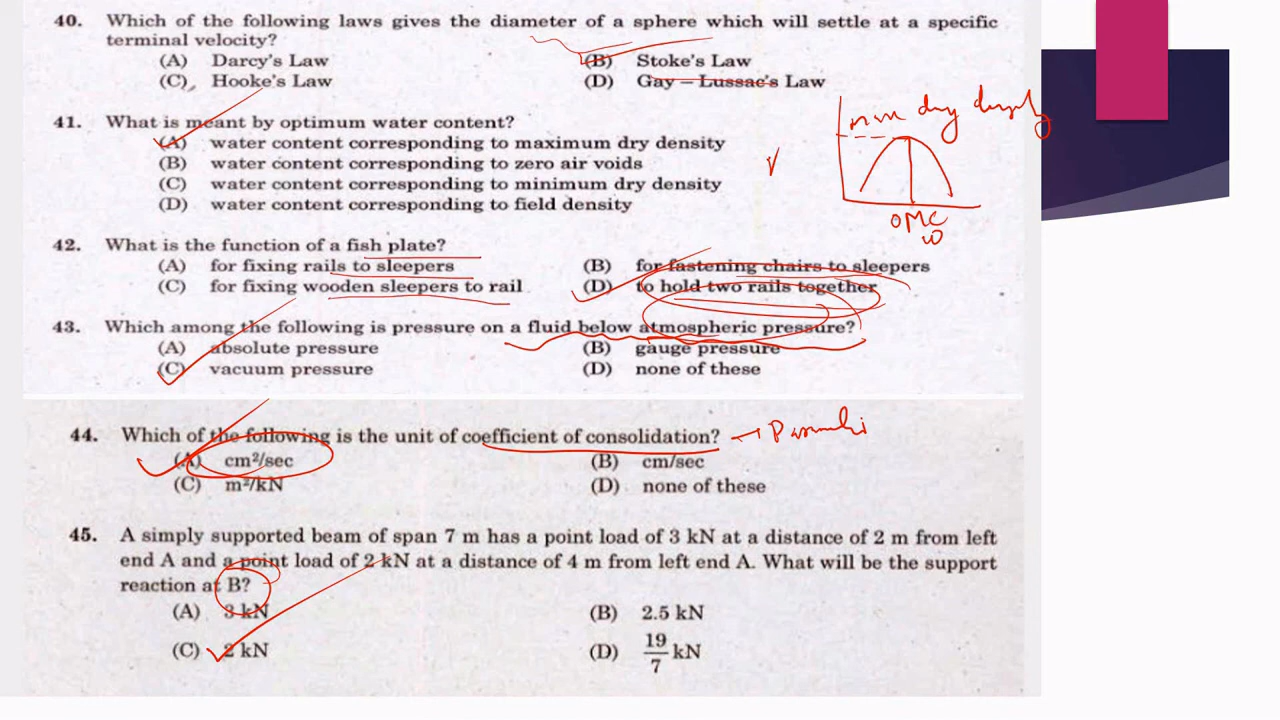 40. Which of the following laws gives the diameter of a sphere which will settle at a specific
terminal velocity?
(A) Darcy's Law (B) Stoke's Law
(C) Hooke's Law (D) Gay – Lussac's Law
41. What is meant by optimum water content?
(A) water content corresponding to maximum dry density
(B) water content corresponding to zero air voids
(C) water content corresponding to minimum dry density
(D) water content corresponding to field density
dry density
OMC
42. What is the function of a fish plate?
(A) for fixing rails to sleepers (B) for fastening chairs to sleepers
(C) for fixing wooden sleepers to rail (D) to hold two rails together
43. Which among the following is pressure on a fluid below atmospheric pressure?
(A) absolute pressure (B) gauge pressure
(C) vacuum pressure (D) none of these
44. Which of the following is the unit of coefficient of consolidation?
(A) cm²/sec (B) cm/sec
(C) m²/kN (D) none of these
45. A simply supported beam of span 7 m has a point load of 3 kN at a distance of 2 m from left
end A and a point load of 2 kN at a distance of 4 m from left end A. What will be the support
reaction at B?
(A) 3 kN (B) 2.5 kN
(C) 2 kN (D) 19/7 kN